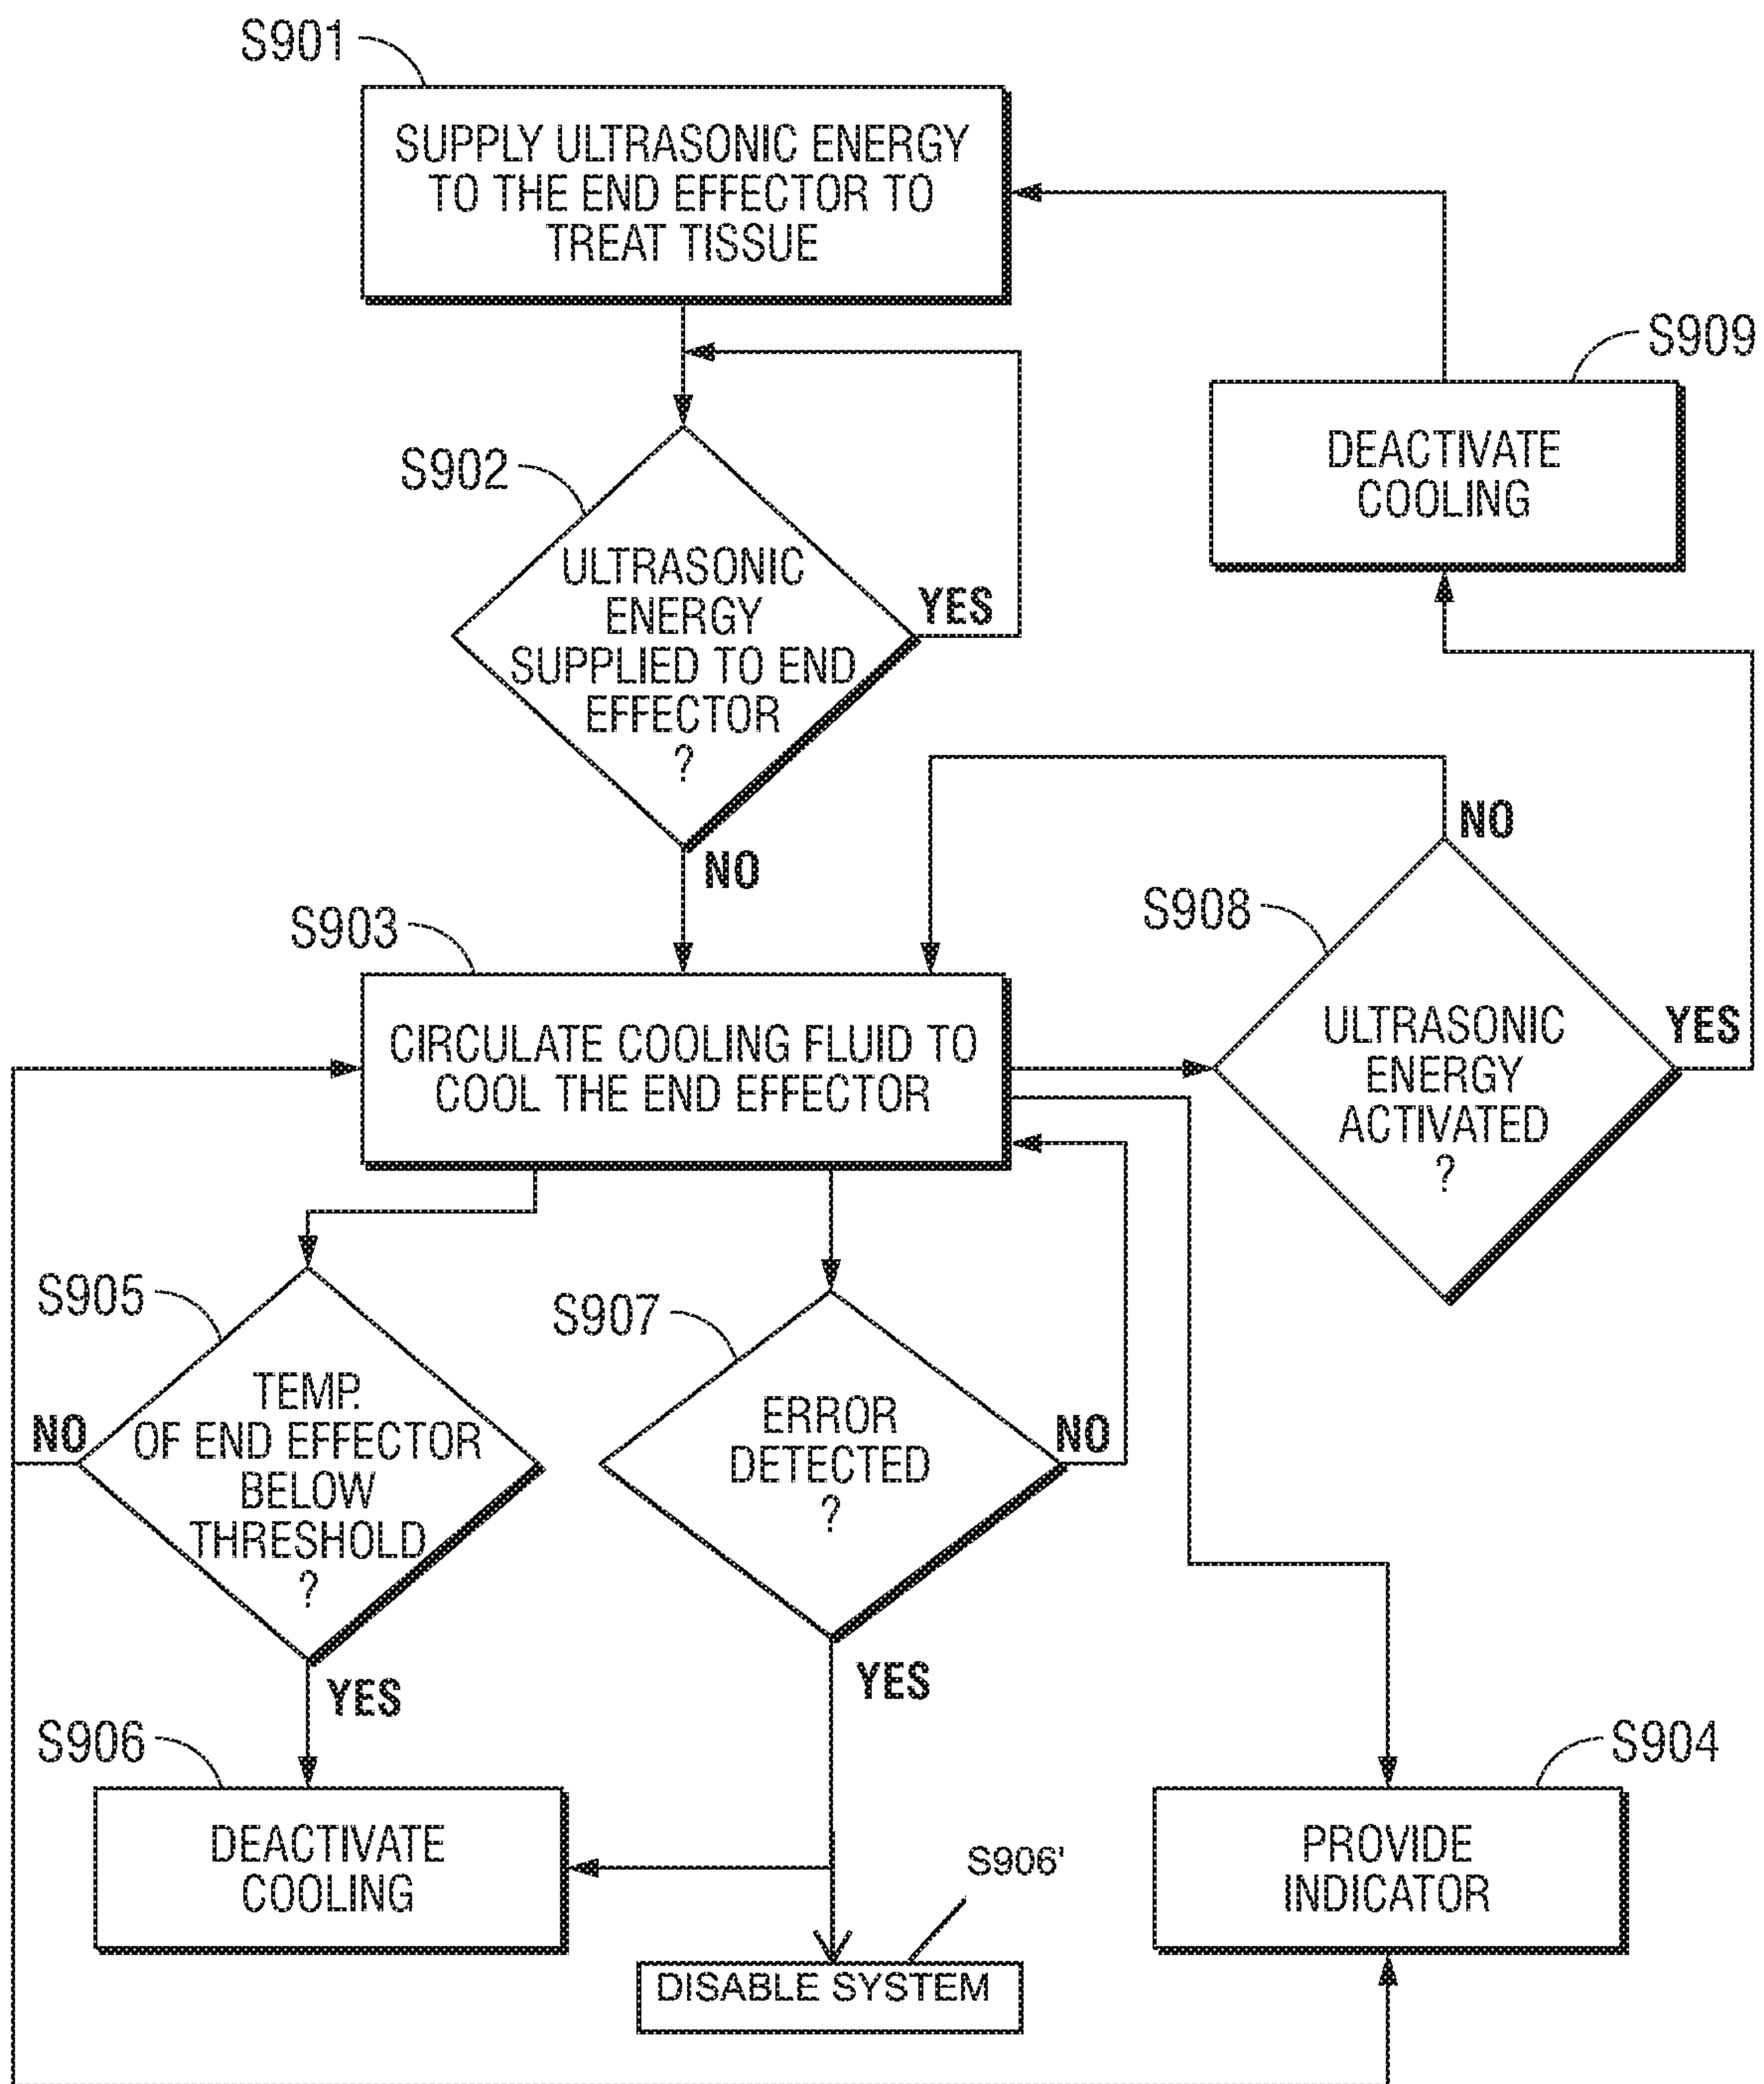 S901
SUPPLY ULTRASONIC ENERGY
TO THE END EFFECTOR TO
TREAT TISSUE
S909
DEACTIVATE
COOLING
S902
ULTRASONIC
ENERGY
SUPPLIED TO END
EFFECTOR
?
YES
NO
S903
CIRCULATE COOLING FLUID TO
COOL THE END EFFECTOR
S908
NO
ULTRASONIC
ENERGY
ACTIVATED
?
YES
S905
TEMP.
OF END EFFECTOR
BELOW
THRESHOLD
?
NO
YES
S907
ERROR
DETECTED
?
NO
YES
S906
DEACTIVATE
COOLING
S906'
DISABLE SYSTEM
S904
PROVIDE
INDICATOR